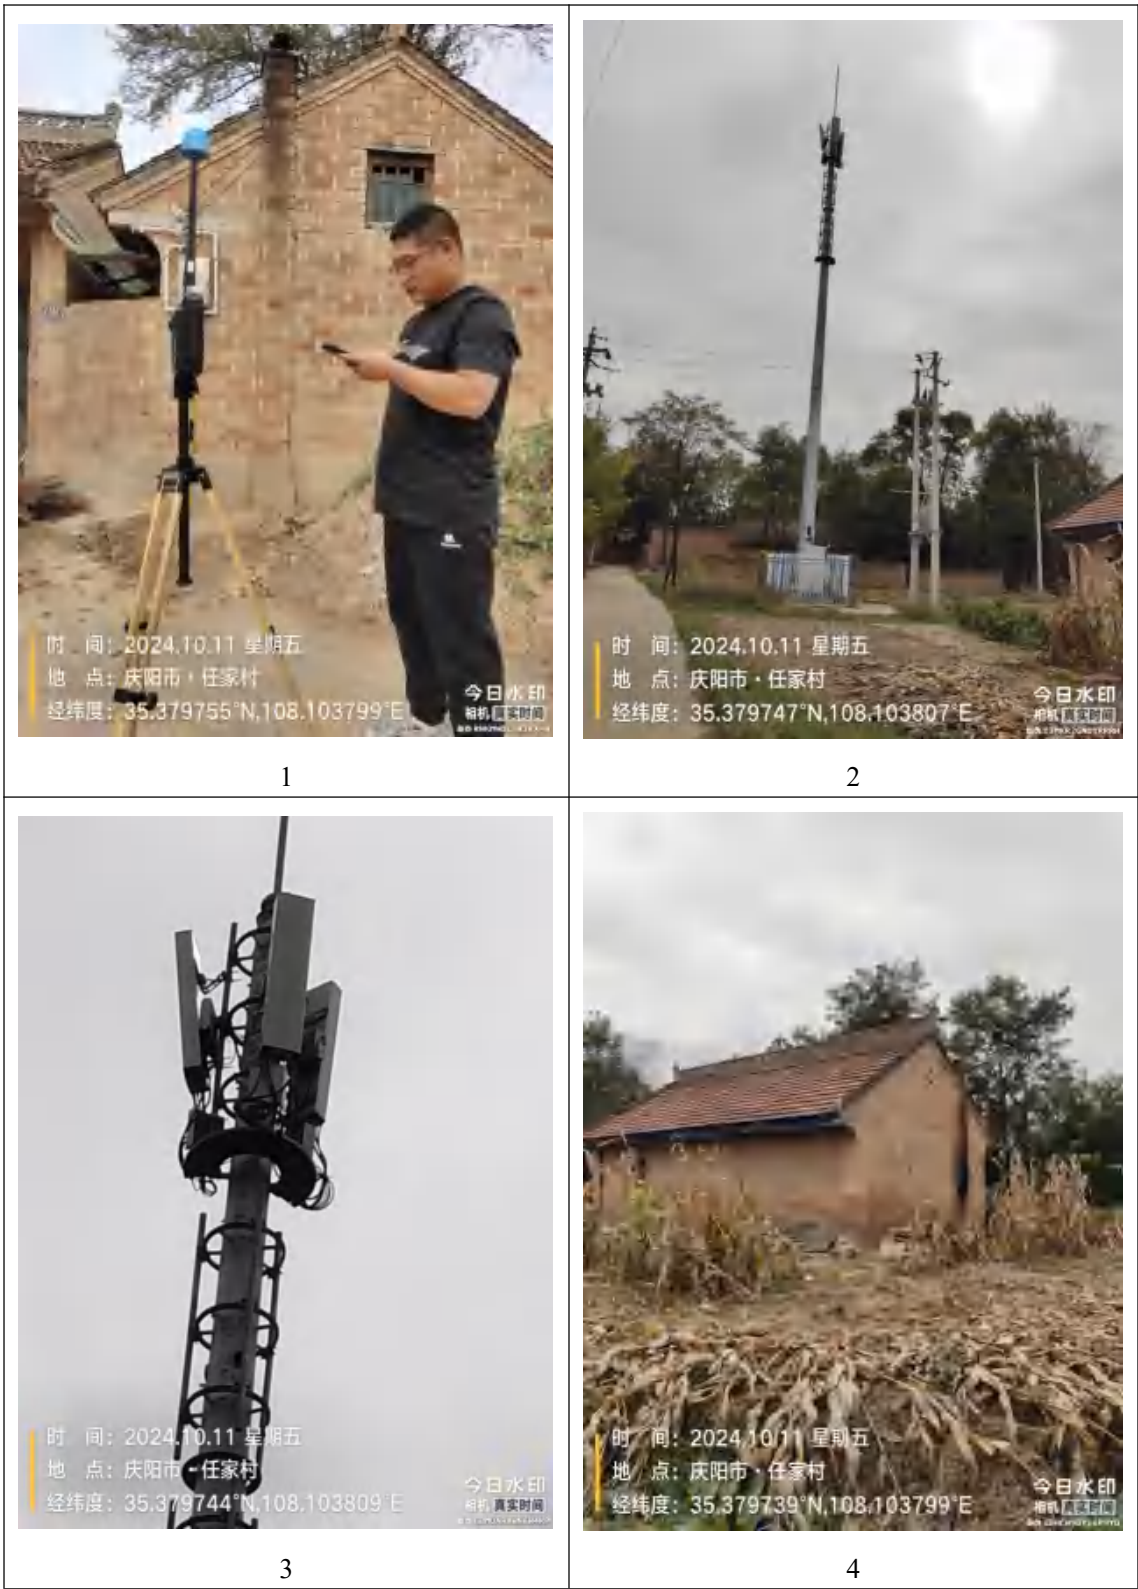 时 间：2024.10.11 星期五
地 点：庆阳市·任家村
经纬度：35.379755°N,108.103799°E
今日水印
相机 真实时间
1
时 间：2024.10.11 星期五
地 点：庆阳市·任家村
经纬度：35.379747°N,108.103807°E
今日水印
相机 真实时间
2
时 间：2024.10.11 星期五
地 点：庆阳市·任家村
经纬度：35.379744°N,108.103809°E
今日水印
相机 真实时间
3
时 间：2024.10.11 星期五
地 点：庆阳市·任家村
经纬度：35.379739°N,108.103799°E
今日水印
相机 真实时间
4